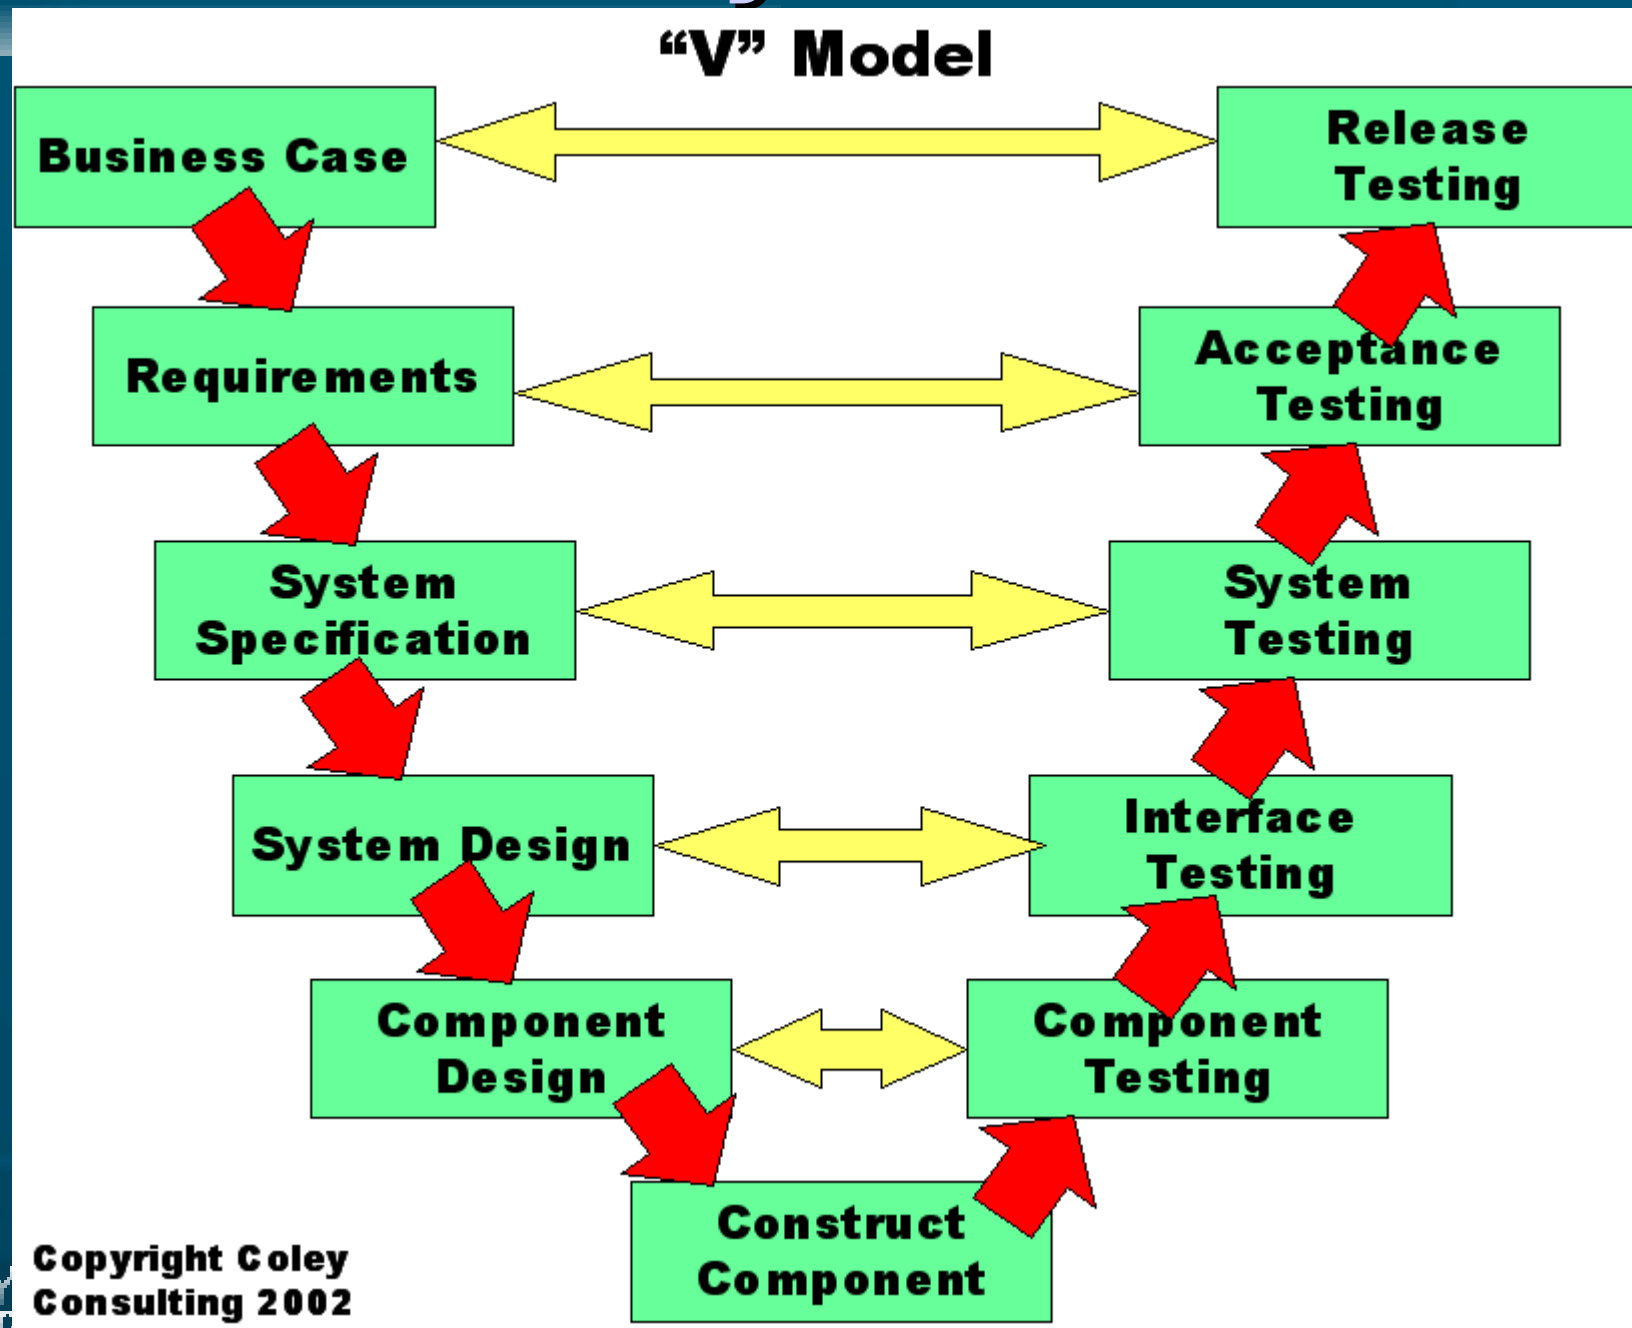 “V” Model
Business Case
Release
Testing
Requirements
Acceptance
Testing
System
Specification
System
Testing
System Design
Interface
Testing
Component
Design
Component
Testing
Construct
Component
Copyright Coley
Consulting 2002